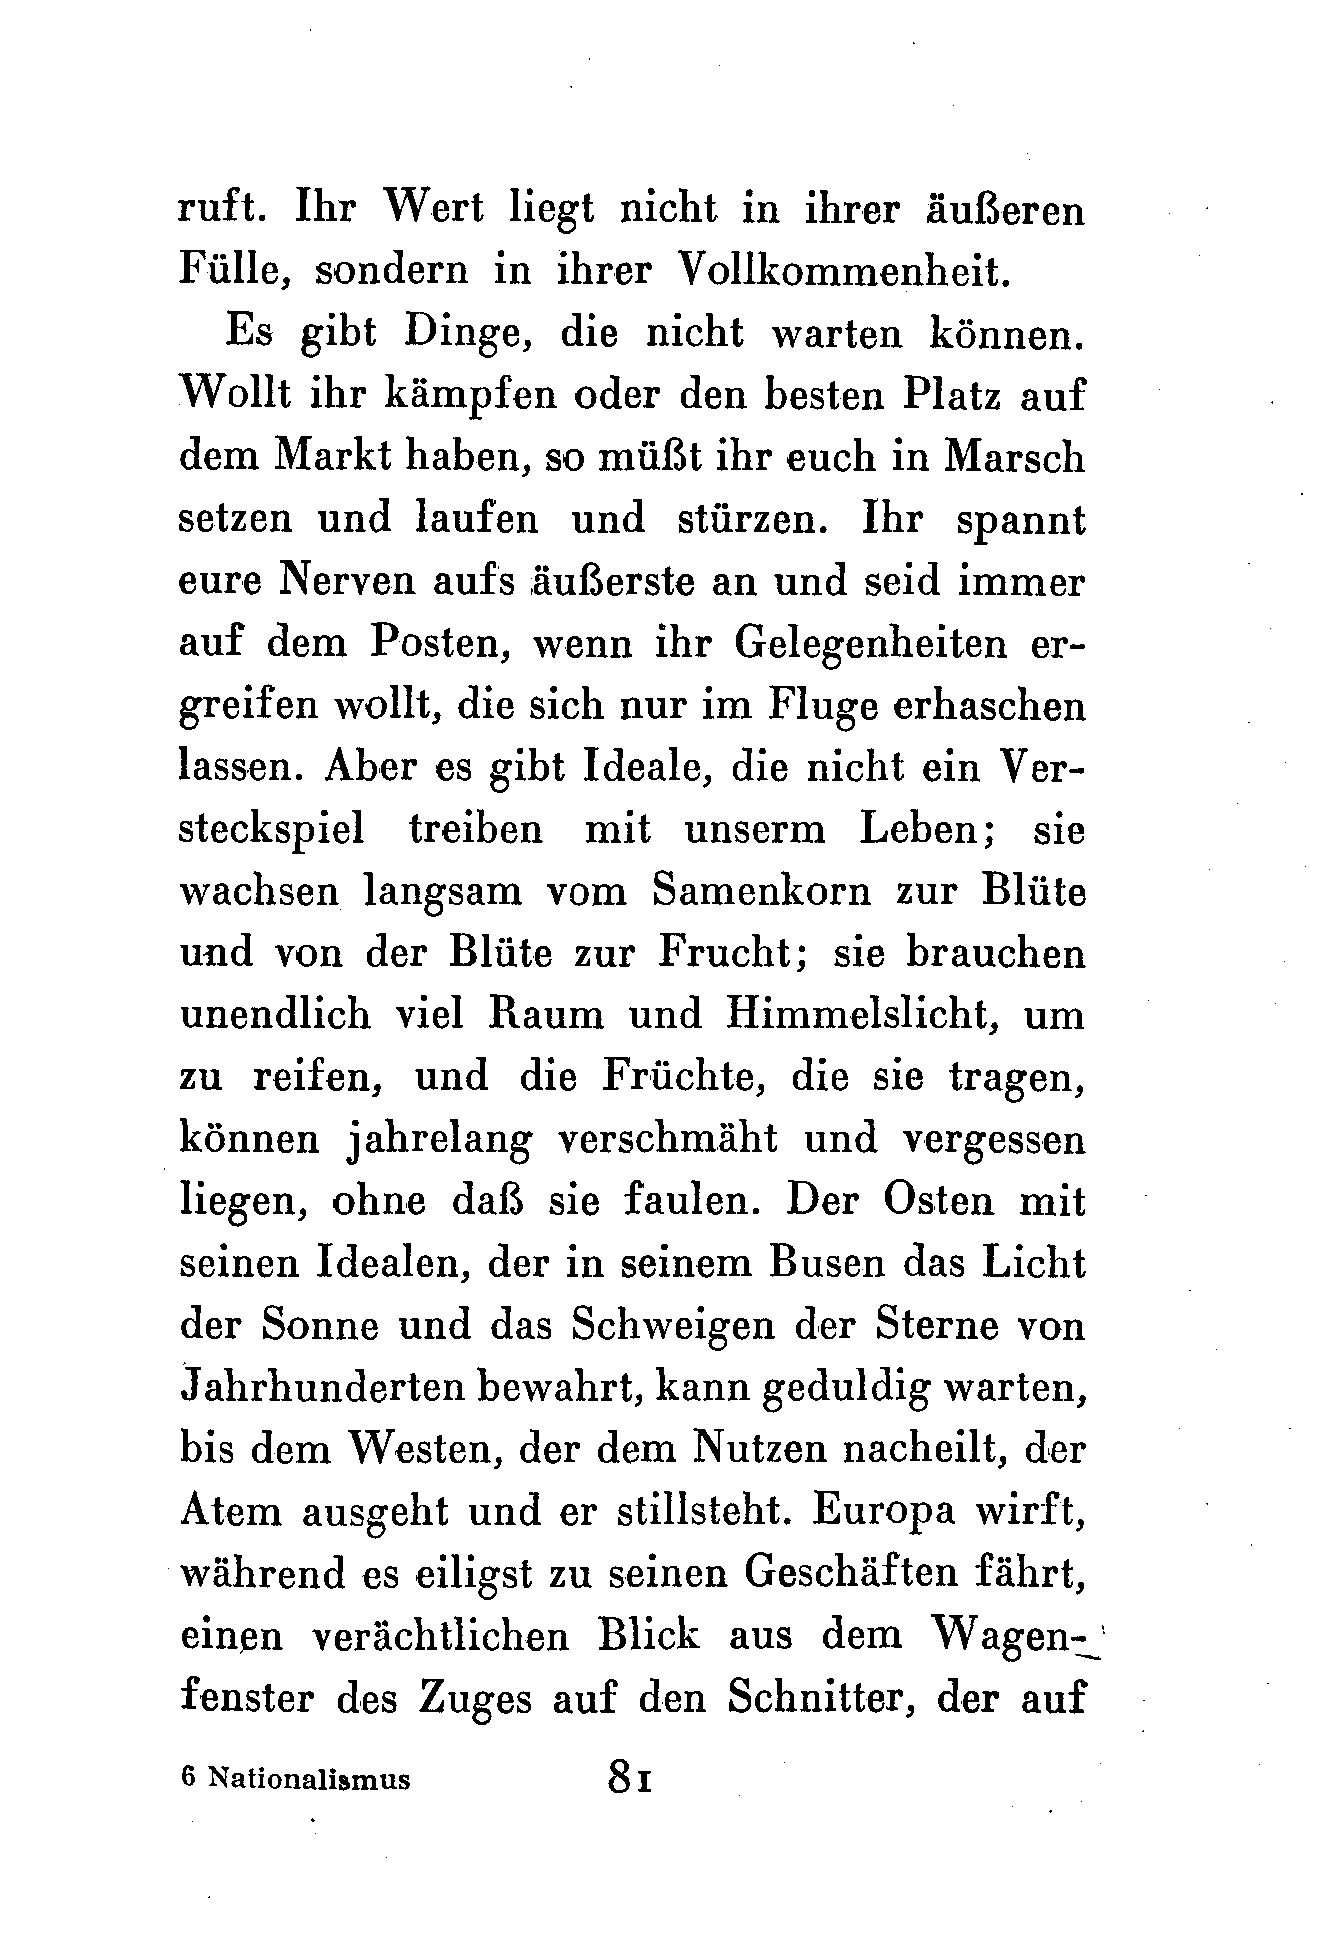 ruft. Ihr Wert liegt nicht in ihrer äußeren
Fülle, sondern in ihrer Vollkommenheit.
Es gibt Dinge, die nicht warten können.
Wollt ihr kämpfen oder den besten Platz auf
dem Markt haben, so müßt ihr euch in Marsch
setzen und laufen und stürzen. Ihr spannt
eure Nerven aufs äußerste an und seid immer
auf dem Posten, wenn ihr Gelegenheiten er-
greifen wollt, die sich nur im Fluge erhaschen
lassen. Aber es gibt Ideale, die nicht ein Ver-
steckspiel treiben mit unserm Leben; sie
wachsen langsam vom Samenkorn zur Blüte
und von der Blüte zur Frucht; sie brauchen
unendlich viel Raum und Himmelslicht, um
zu reifen, und die Früchte, die sie tragen,
können jahrelang verschmäht und vergessen
liegen, ohne daß sie faulen. Der Osten mit
seinen Idealen, der in seinem Busen das Licht
der Sonne und das Schweigen der Sterne von
Jahrhunderten bewahrt, kann geduldig warten,
bis dem Westen, der dem Nutzen nacheilt, der
Atem ausgeht und er stillsteht. Europa wirft,
während es eiligst zu seinen Geschäften fährt,
einen verächtlichen Blick aus dem Wagen-
fenster des Zuges auf den Schnitter, der auf
6 Nationalismus 81